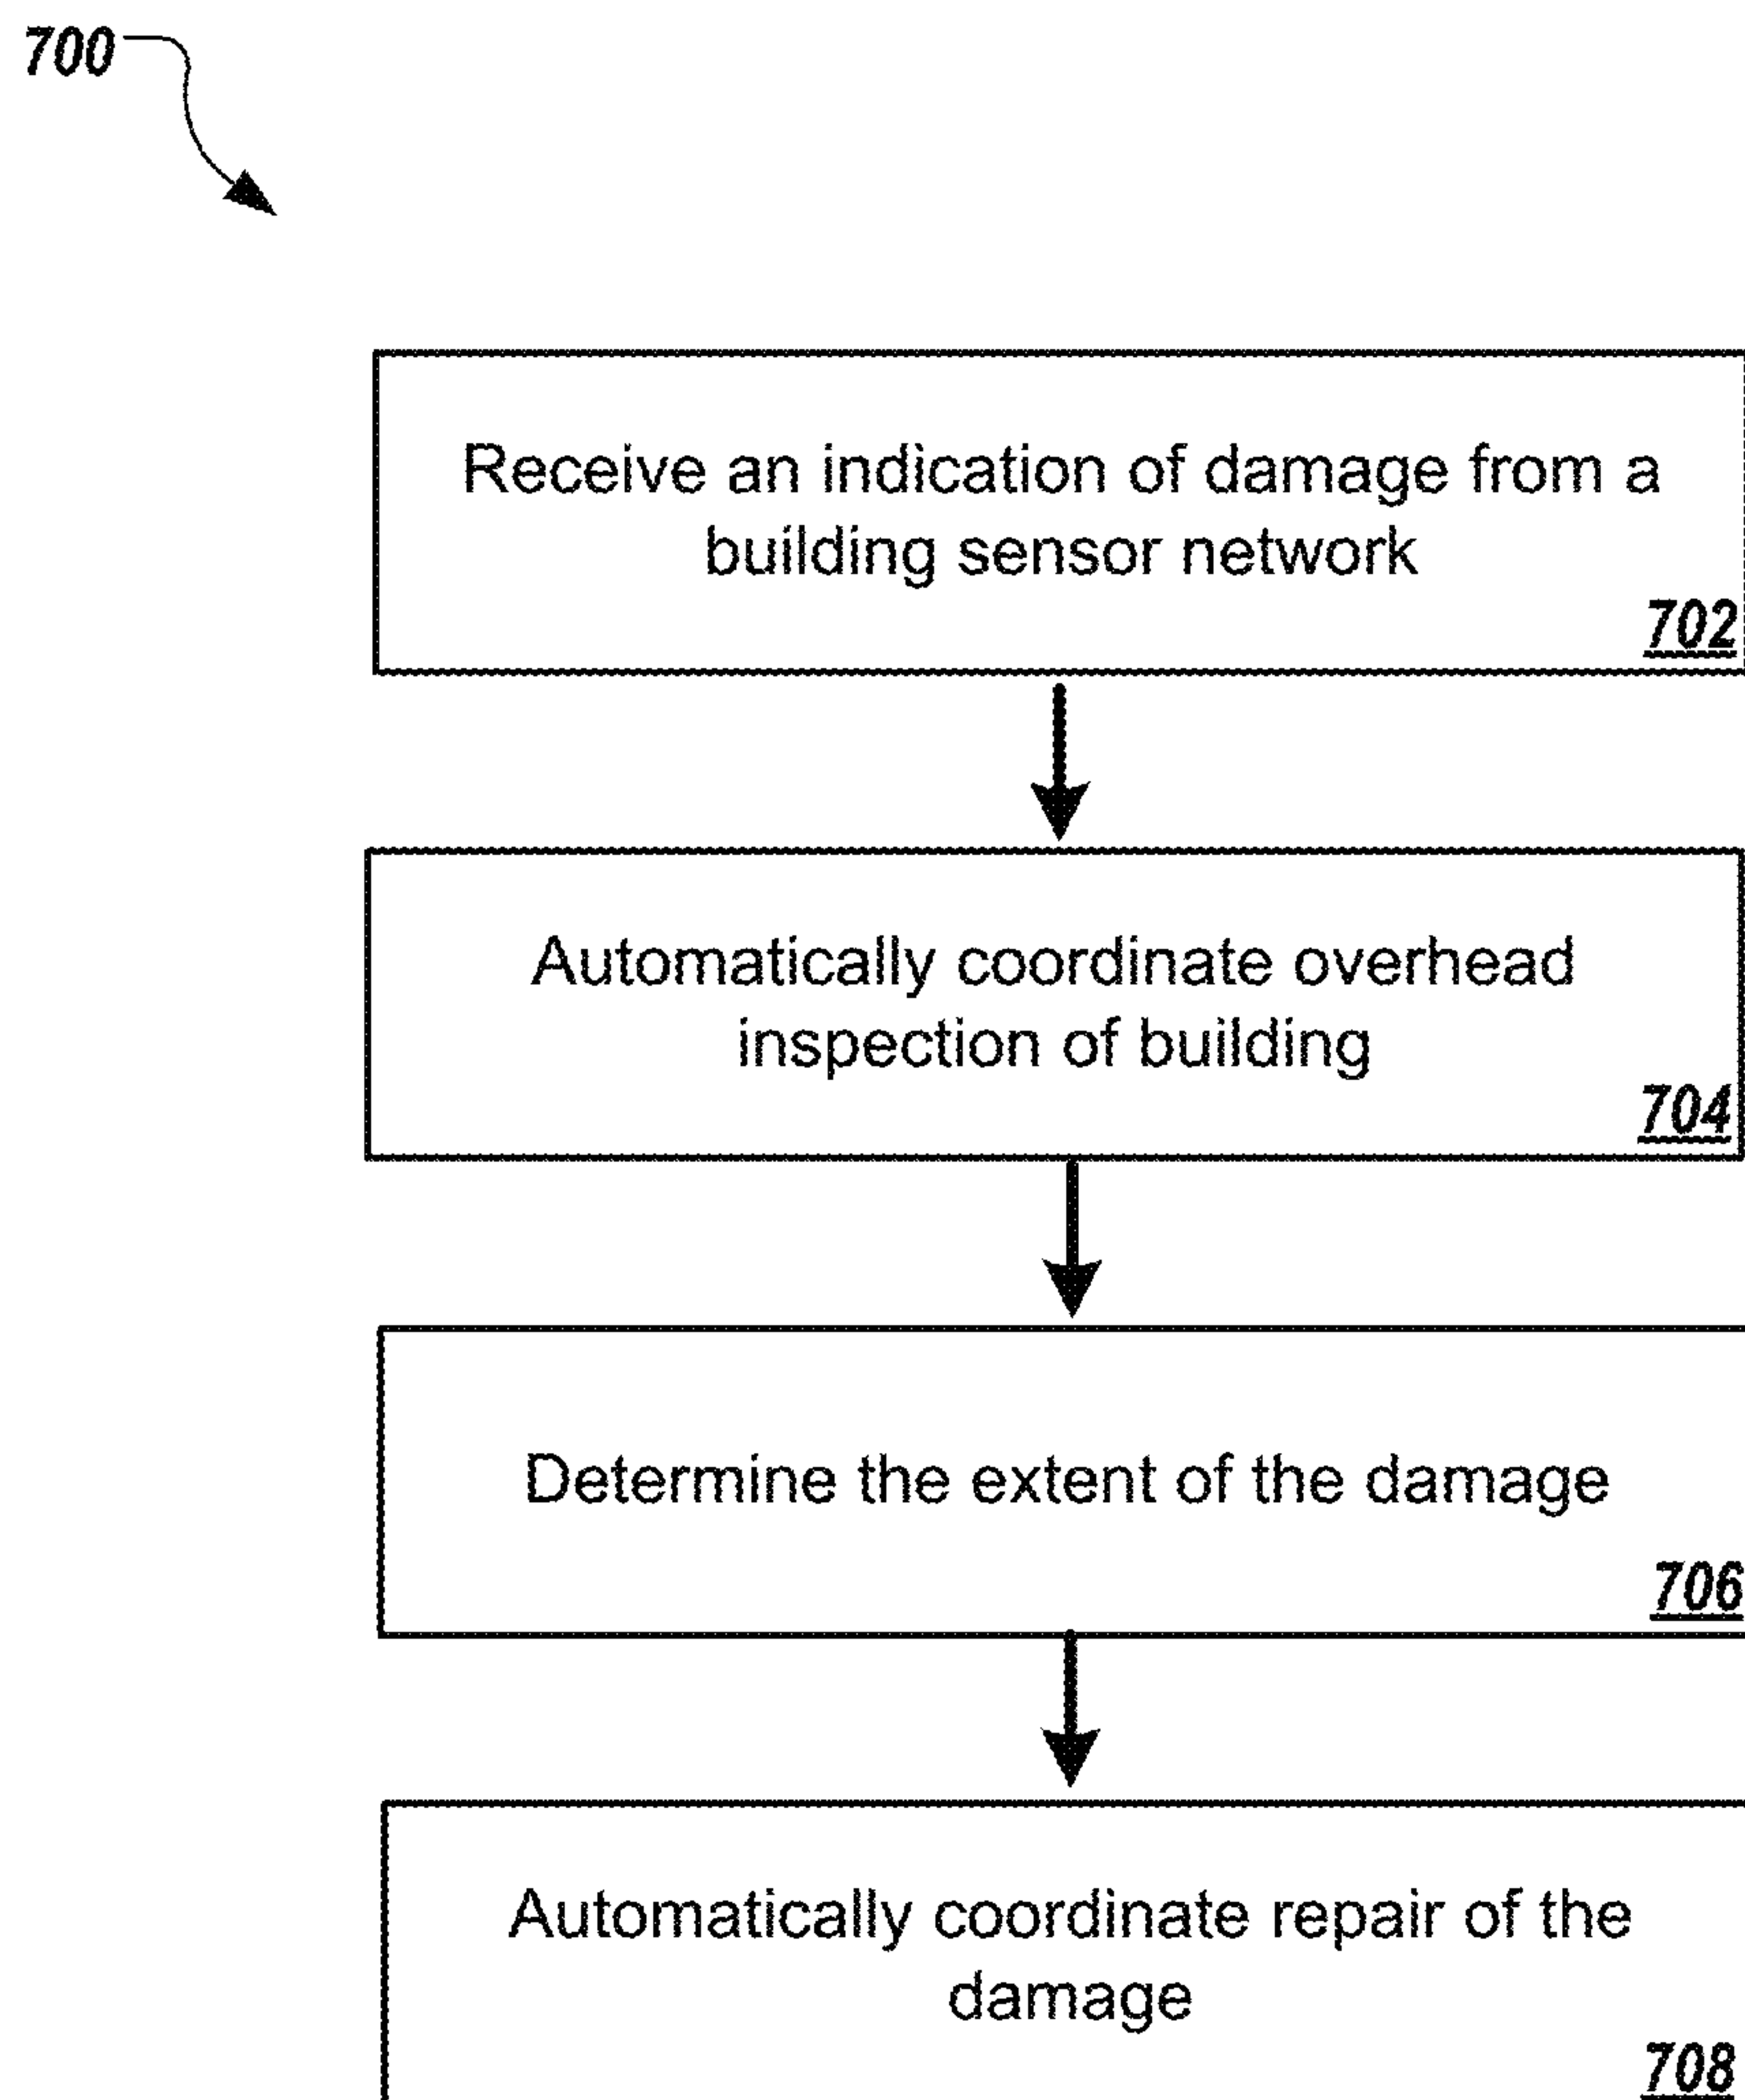 700
Receive an indication of damage from a
building sensor network
702
Automatically coordinate overhead
inspection of building
704
Determine the extent of the damage
706
Automatically coordinate repair of the
damage
708